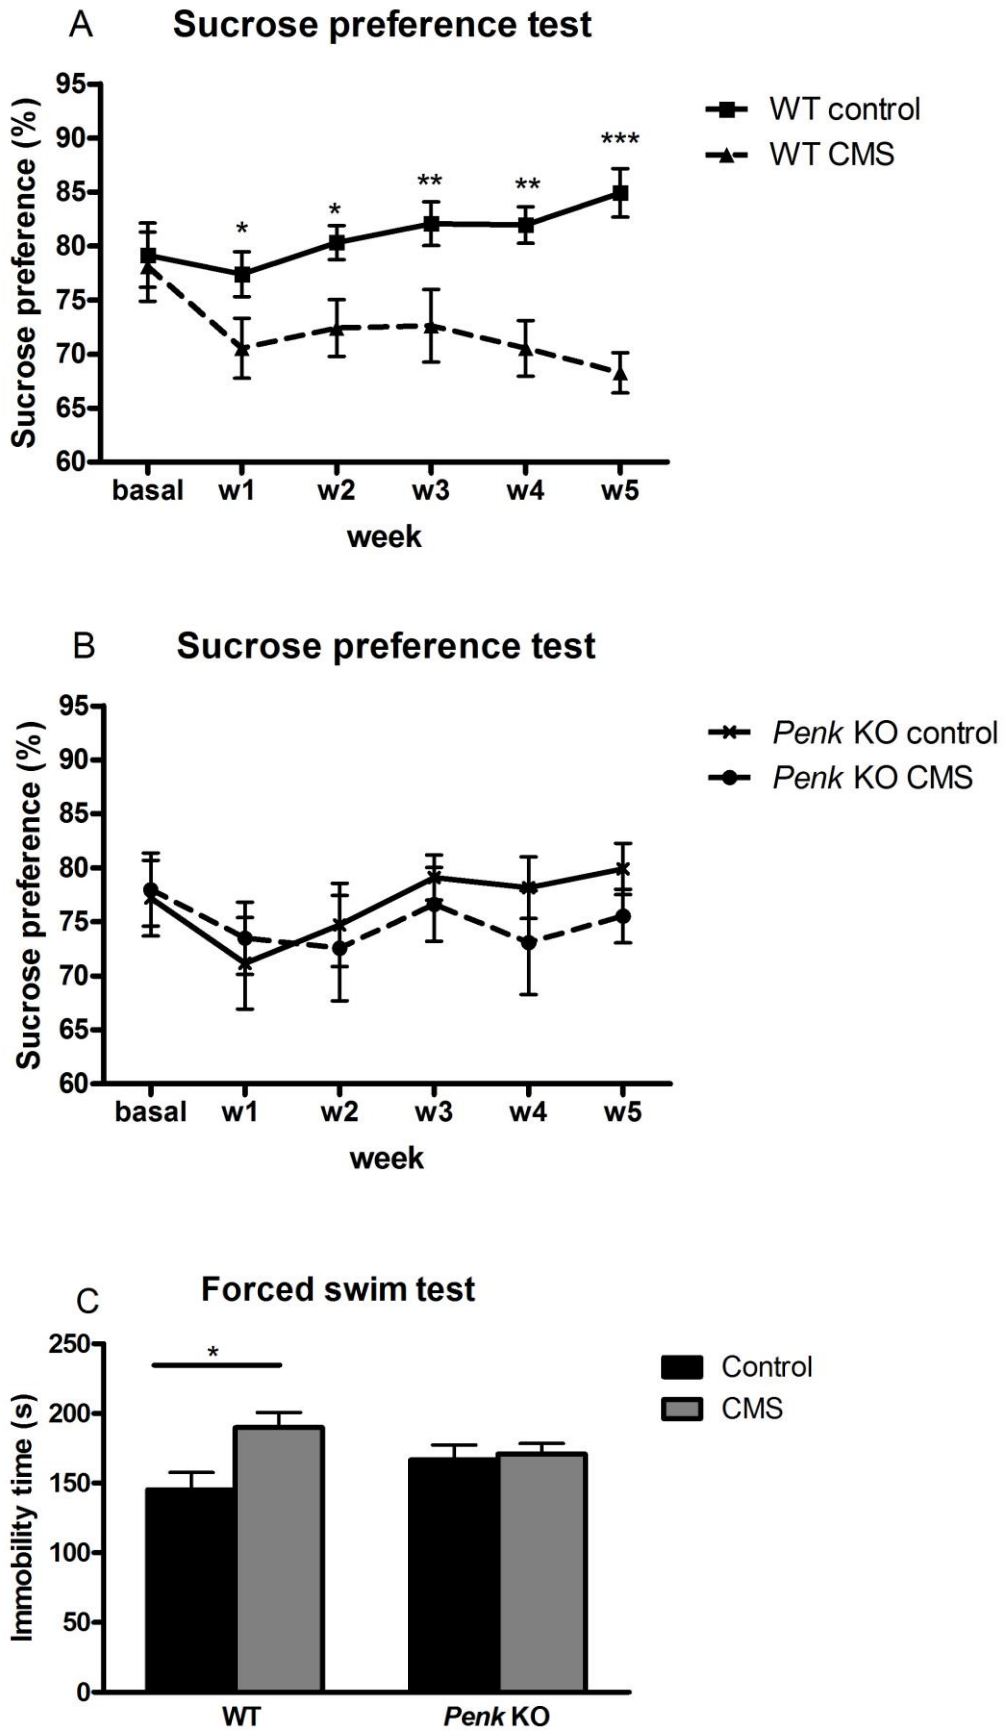 A
Sucrose preference test
Sucrose preference (%)
95
90
85
80
75
70
65
60
*
*
**
**
***
WT control
WT CMS
basal w1 w2 w3 w4 w5
week
B
Sucrose preference test
Sucrose preference (%)
95
90
85
80
75
70
65
60
Penk KO control
Penk KO CMS
basal w1 w2 w3 w4 w5
week
C
Forced swim test
Immobility time (s)
250
200
150
100
50
0
*
Control
CMS
WT Penk KO